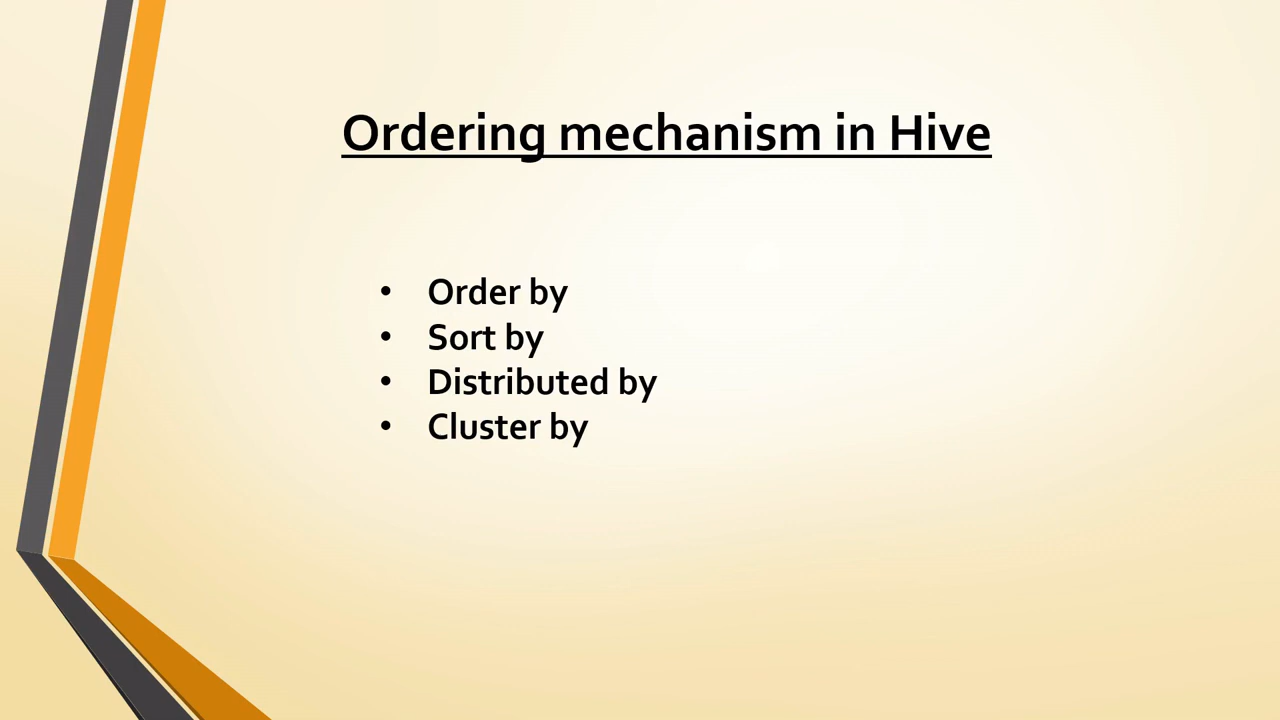 Ordering mechanism in Hive
• Order by
• Sort by
• Distributed by
• Cluster by